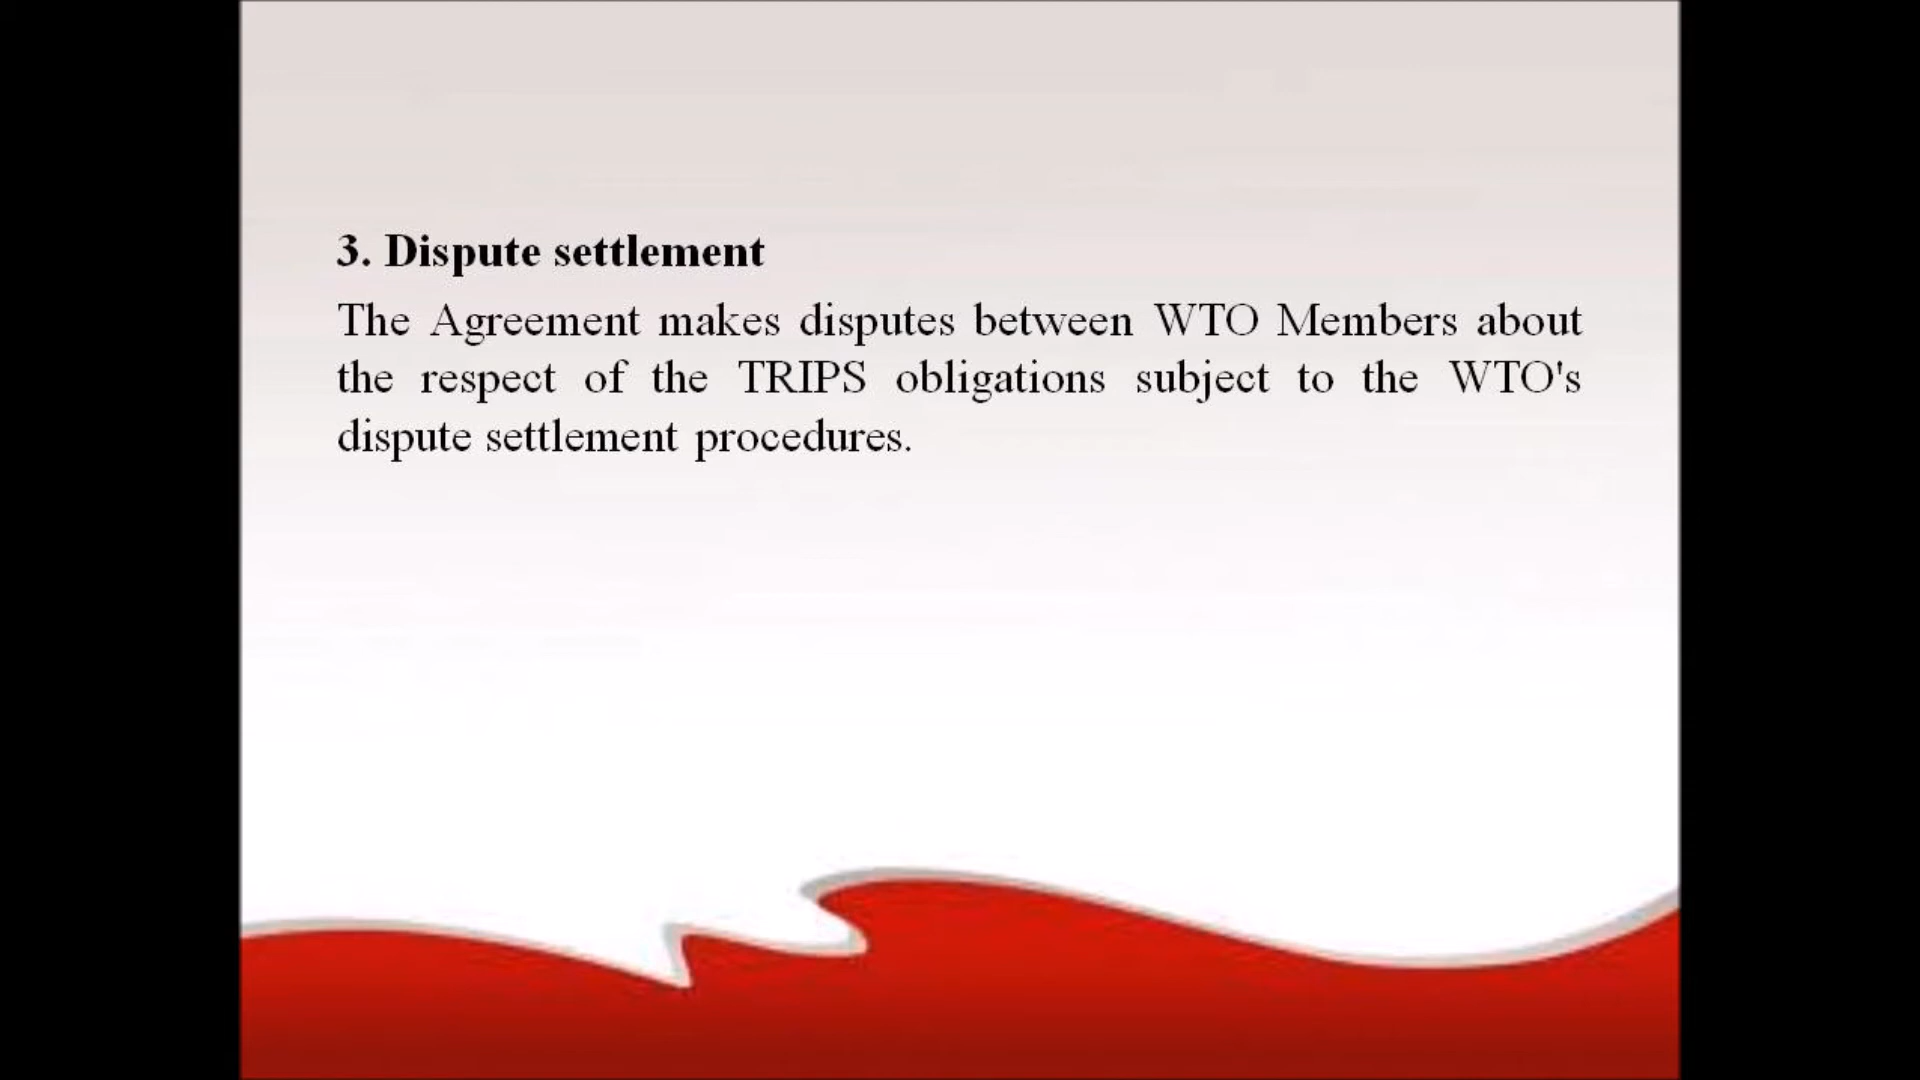 3. Dispute settlement
The Agreement makes disputes between WTO Members about
the respect of the TRIPS obligations subject to the WTO's
dispute settlement procedures.